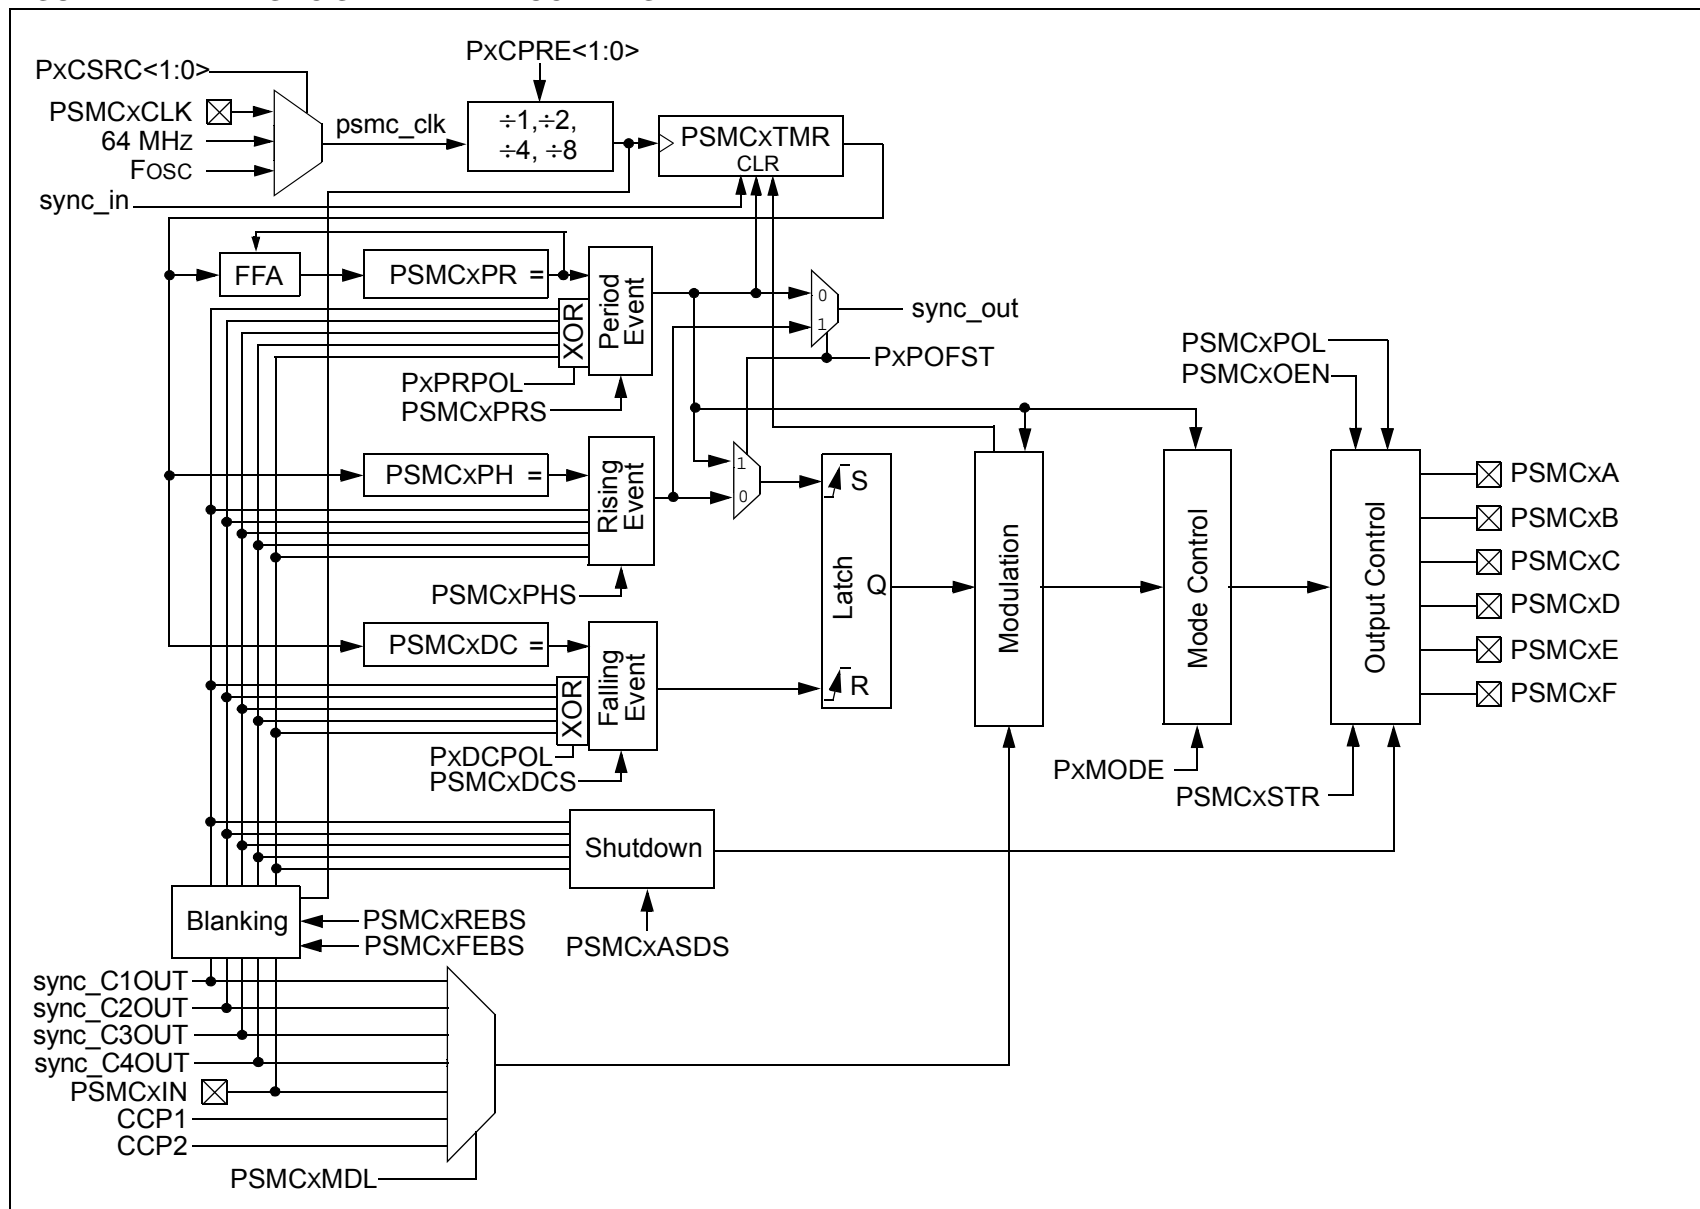 PxCPRE<1:0>
PxCSRC<1:0>
PSMCxCLK
64 MHz
FOSC
psmc_clk
÷1,÷2,
÷4, ÷8
PSMCxTMR
CLR
sync_in
FFA
PSMCxPR =
XOR
Period
Event
PxPRPOL
PSMCxPRS
0
1
sync_out
PxPOFST
PSMCxPOL
PSMCxOEN
PSMCxPH =
Rising
Event
PSMCxPHS
1
0
S
Latch
Q
R
Modulation
Mode Control
Output Control
PSMCxA
PSMCxB
PSMCxC
PSMCxD
PSMCxE
PSMCxF
PSMCxDC =
XOR
Falling
Event
PxDCPOL
PSMCxDCS
PxMODE
PSMCxSTR
Shutdown
PSMCxASDS
Blanking
PSMCxREBS
PSMCxFEBS
sync_C1OUT
sync_C2OUT
sync_C3OUT
sync_C4OUT
PSMCxIN
CCP1
CCP2
PSMCxMDL